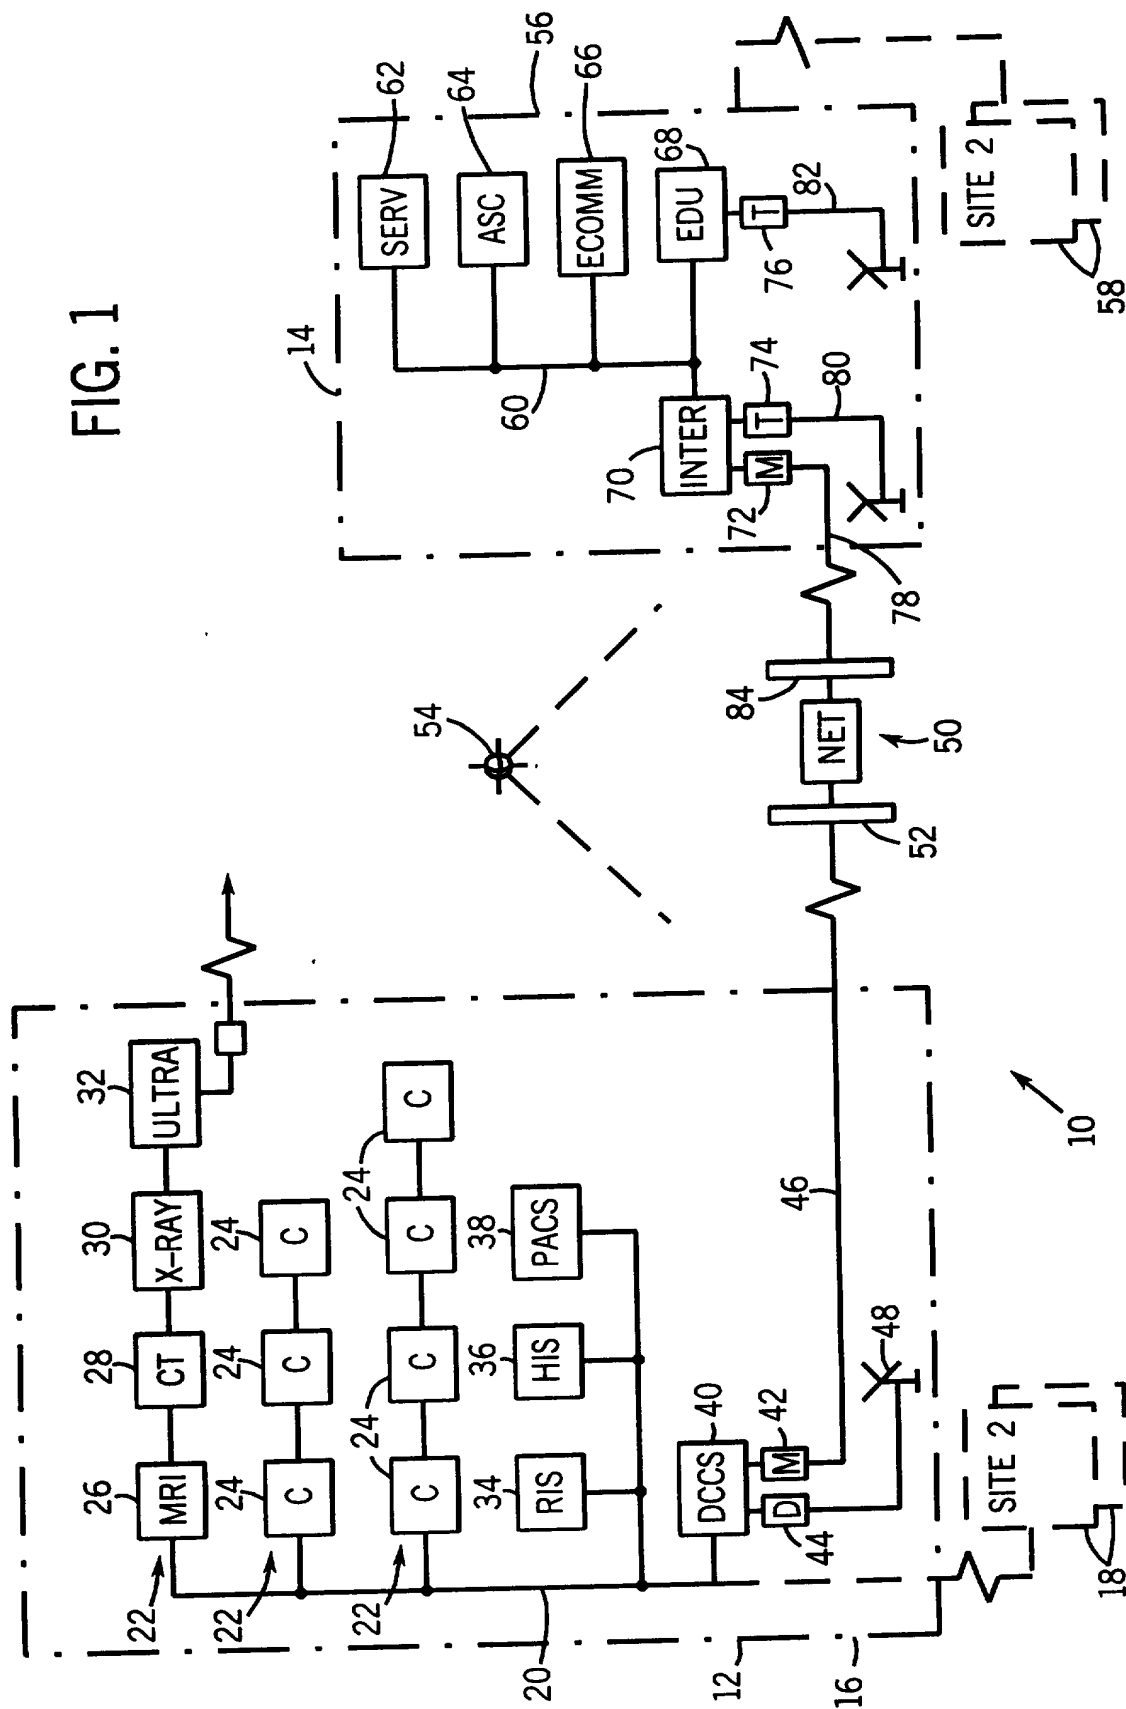 FIG. 1
32
ULTRA
30
X-RAY
28
CT
26
MRI
22
24
C
24
C
24
C
22
24
C
C
24
C
C
22
38
PACS
36
HIS
34
RIS
20
40
DCCS
42
M
44
D
46
48
12
16
SITE 2
18
10
54
52
NET
50
84
78
14
56
62
SERV
64
ASC
66
ECOMM
68
EDU
60
70
INTER
72
M
74
T
76
T
80
82
SITE 2
58